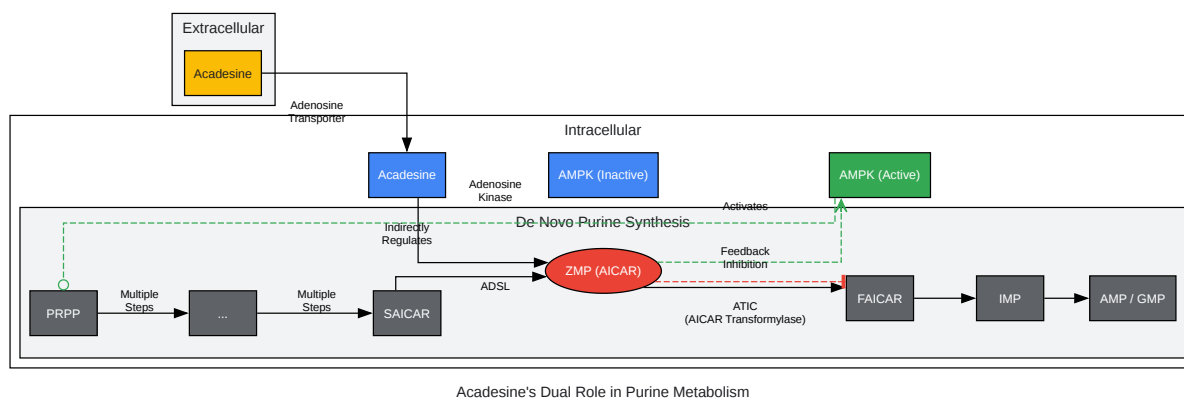 Extracellular
Acadesine
Adenosine
Transporter
Intracellular
Acadesine
AMPK (Inactive)
AMPK (Active)
Adenosine
Kinase
Activates
De Novo Purine Synthesis
Indirectly
Regulates
Feedback
Inhibition
ZMP (AICAR)
ADSL
Multiple
Steps
Multiple
Steps
PRPP
...
SAICAR
ATIC
(AICAR Transformylase)
FAICAR
IMP
AMP / GMP
Acadesine's Dual Role in Purine Metabolism